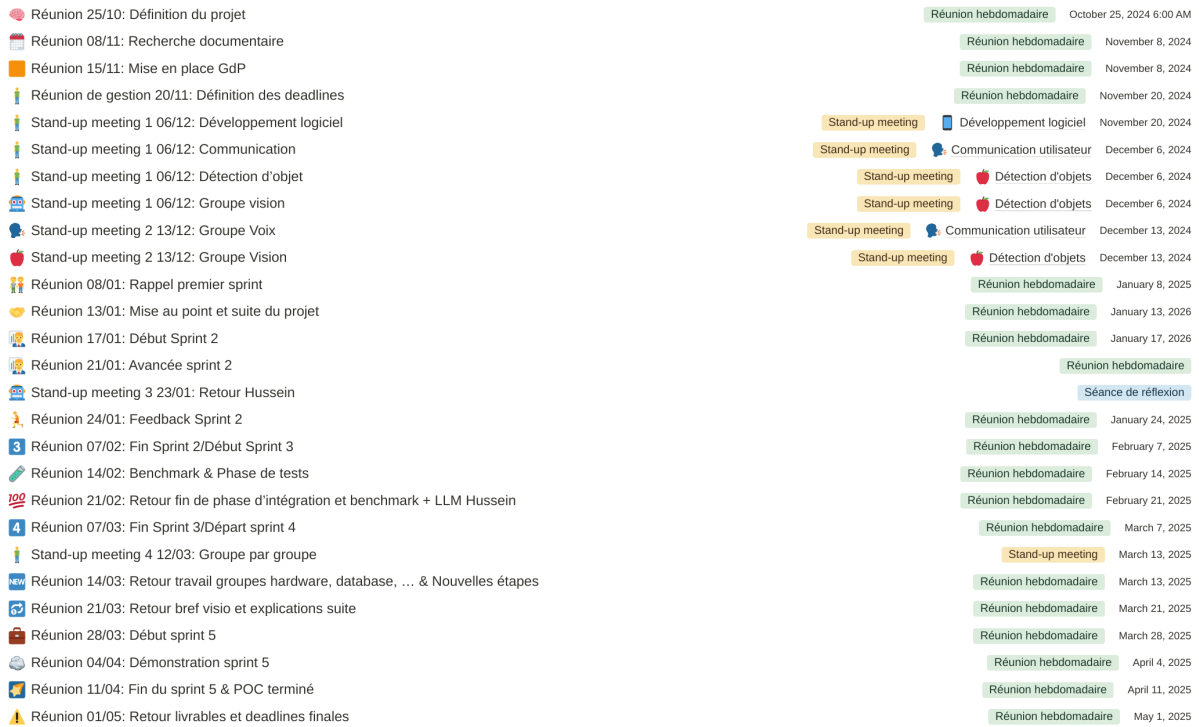 Réunion 25/10: Définition du projet Réunion hebdomadaire October 25, 2024 6:00 AM
Réunion 08/11: Recherche documentaire Réunion hebdomadaire November 8, 2024
Réunion 15/11: Mise en place GdP Réunion hebdomadaire November 8, 2024
Réunion de gestion 20/11: Définition des deadlines Réunion hebdomadaire November 20, 2024
Stand-up meeting 1 06/12: Développement logiciel Stand-up meeting Développement logiciel November 20, 2024
Stand-up meeting 1 06/12: Communication Stand-up meeting Communication utilisateur December 6, 2024
Stand-up meeting 1 06/12: Détection d’objet Stand-up meeting Détection d'objets December 6, 2024
Stand-up meeting 1 06/12: Groupe vision Stand-up meeting Détection d'objets December 6, 2024
Stand-up meeting 2 13/12: Groupe Voix Stand-up meeting Communication utilisateur December 13, 2024
Stand-up meeting 2 13/12: Groupe Vision Stand-up meeting Détection d'objets December 13, 2024
Réunion 08/01: Rappel premier sprint Réunion hebdomadaire January 8, 2025
Réunion 13/01: Mise au point et suite du projet Réunion hebdomadaire January 13, 2026
Réunion 17/01: Début Sprint 2 Réunion hebdomadaire January 17, 2026
Réunion 21/01: Avancée sprint 2 Réunion hebdomadaire
Stand-up meeting 3 23/01: Retour Hussein Séance de réflexion
Réunion 24/01: Feedback Sprint 2 Réunion hebdomadaire January 24, 2025
3 Réunion 07/02: Fin Sprint 2/Début Sprint 3 Réunion hebdomadaire February 7, 2025
Réunion 14/02: Benchmark & Phase de tests Réunion hebdomadaire February 14, 2025
100 Réunion 21/02: Retour fin de phase d’intégration et benchmark + LLM Hussein Réunion hebdomadaire February 21, 2025
4 Réunion 07/03: Fin Sprint 3/Départ sprint 4 Réunion hebdomadaire March 7, 2025
Stand-up meeting 4 12/03: Groupe par groupe Stand-up meeting March 13, 2025
NEW Réunion 14/03: Retour travail groupes hardware, database, … & Nouvelles étapes Réunion hebdomadaire March 13, 2025
Réunion 21/03: Retour bref visio et explications suite Réunion hebdomadaire March 21, 2025
Réunion 28/03: Début sprint 5 Réunion hebdomadaire March 28, 2025
Réunion 04/04: Démonstration sprint 5 Réunion hebdomadaire April 4, 2025
Réunion 11/04: Fin du sprint 5 & POC terminé Réunion hebdomadaire April 11, 2025
Réunion 01/05: Retour livrables et deadlines finales Réunion hebdomadaire May 1, 2025